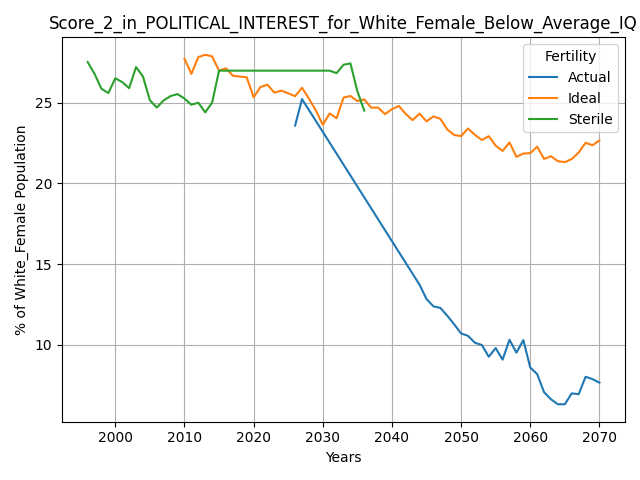 Score_2_in_POLITICAL_INTEREST_for_White_Female_Below_Average_IQ
Fertility
Actual
Ideal
Sterile
% of White_Female Population
25
20
15
10
2000 2010 2020 2030 2040 2050 2060 2070
Years